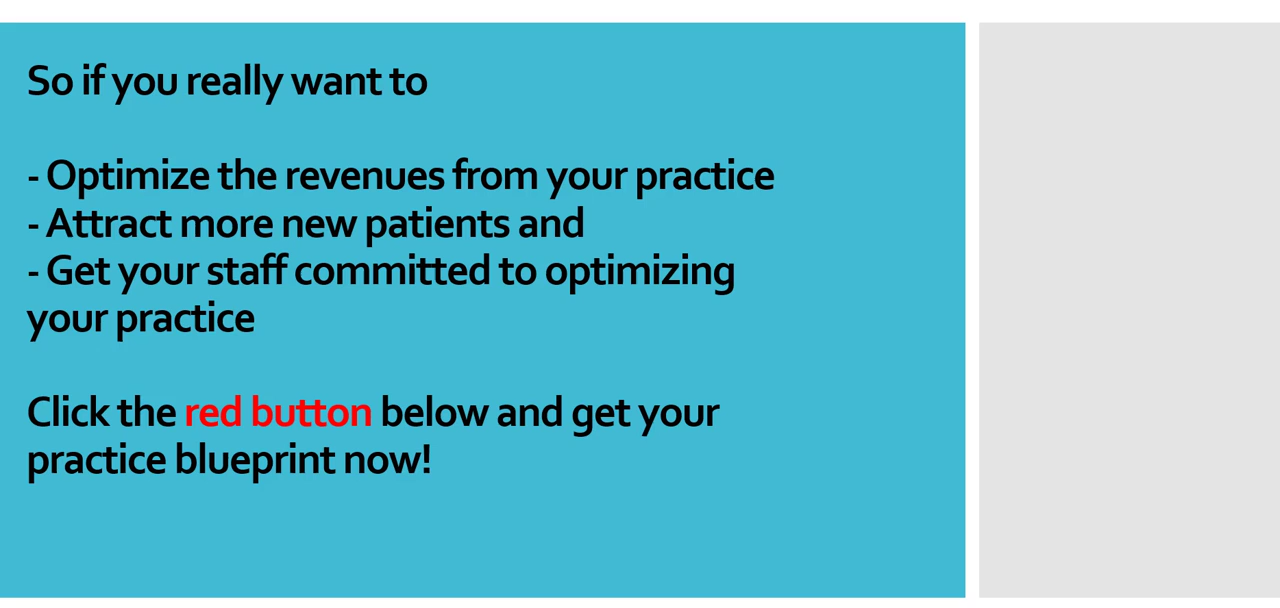 So if you really want to
- Optimize the revenues from your practice
- Attract more new patients and
- Get your staff committed to optimizing
your practice
Click the red button below and get your
practice blueprint now!